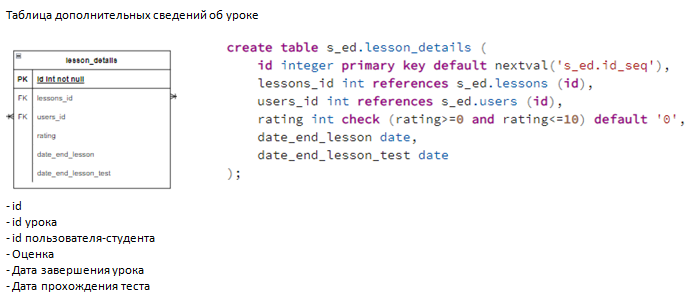 Таблица дополнительных сведений об уроке
lesson_details
PK id int not null
FK lessons_id
FK users_id
rating
date_end_lesson
date_end_lesson_test
create table s_ed.lesson_details (
id integer primary key default nextval('s_ed.id_seq'),
lessons_id int references s_ed.lessons (id),
users_id int references s_ed.users (id),
rating int check (rating>=0 and rating<=10) default '0',
date_end_lesson date,
date_end_lesson_test date
);
- id
- id урока
- id пользователя-студента
- Оценка
- Дата завершения урока
- Дата прохождения теста